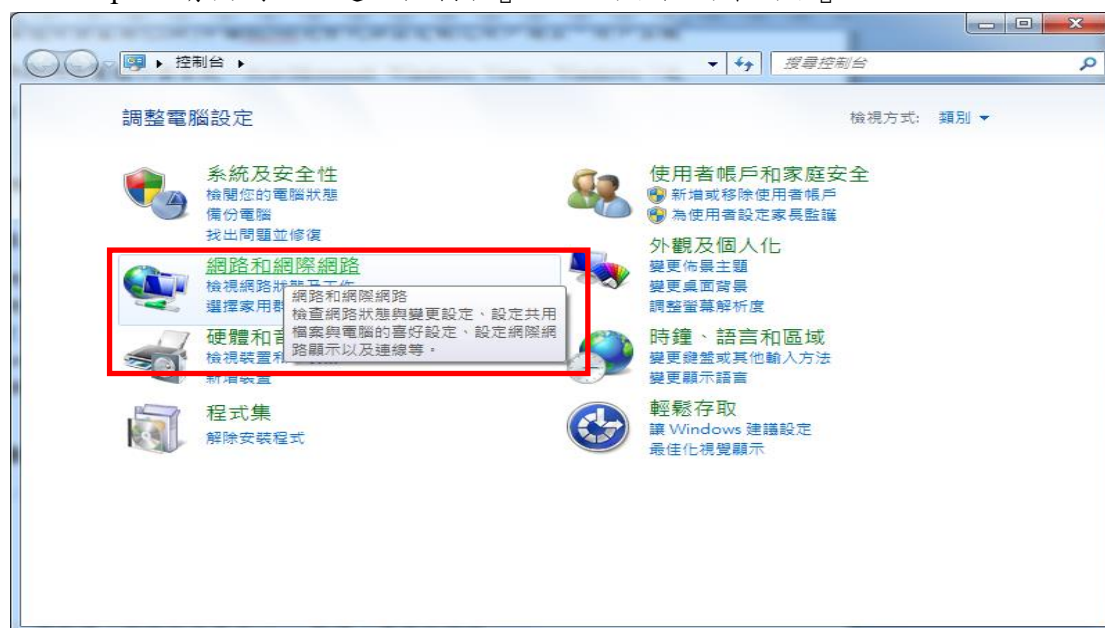 控制台
搜尋控制台
調整電腦設定
檢視方式: 類別
系統及安全性
檢閱您的電腦狀態
備份電腦
找出問題並修復
網路和網際網路
檢視網路狀態及工作
選擇家用群
網路和網際網路
檢查網路狀態與變更設定、設定共用
檔案與電腦的喜好設定、設定網際網
路顯示以及連線等。
硬體和音
檢視裝置和
新增裝置
程式集
解除安裝程式
使用者帳戶和家庭安全
新增或移除使用者帳戶
為使用者設定家長監護
外觀及個人化
變更佈景主題
變更桌面背景
調整螢幕解析度
時鐘、語言和區域
變更鍵盤或其他輸入方法
變更顯示語言
輕鬆存取
讓 Windows 建議設定
最佳化視覺顯示